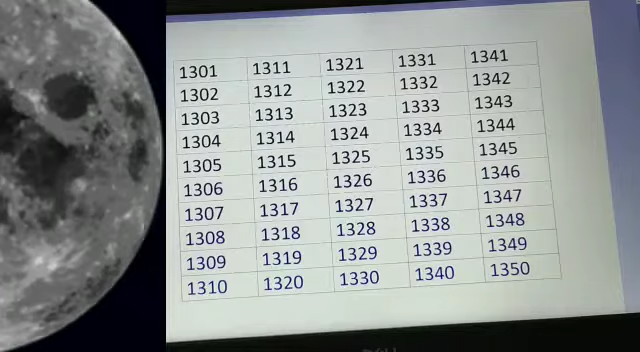 1301 1311 1321 1331 1341
1302 1312 1322 1332 1342
1303 1313 1323 1333 1343
1304 1314 1324 1334 1344
1305 1315 1325 1335 1345
1306 1316 1326 1336 1346
1307 1317 1327 1337 1347
1308 1318 1328 1338 1348
1309 1319 1329 1339 1349
1310 1320 1330 1340 1350